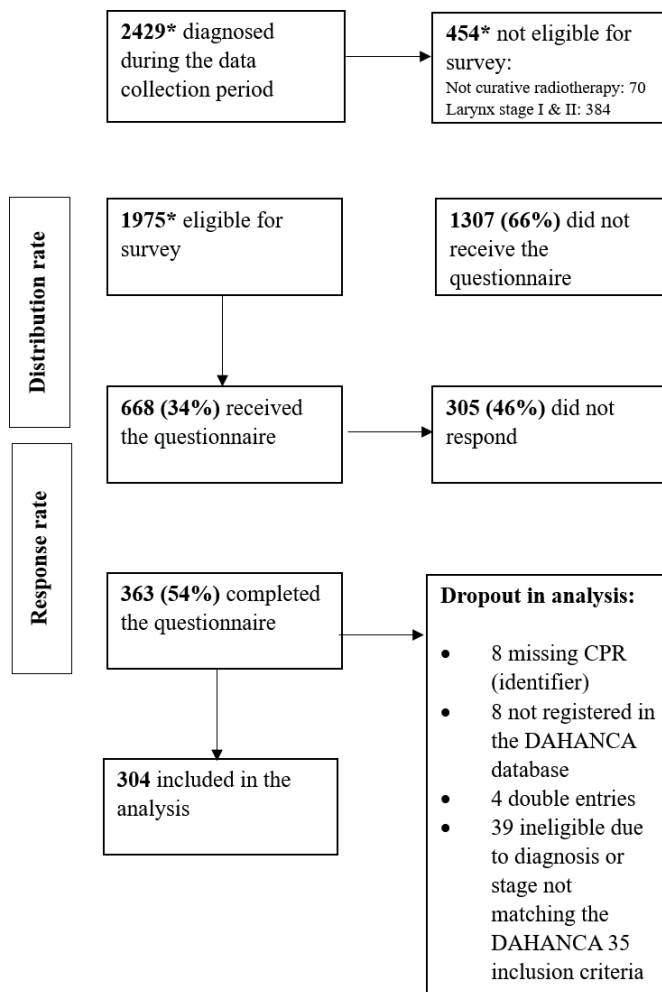 2429* diagnosed
during the data
collection period
454* not eligible for
survey:
Not curative radiotherapy: 70
Larynx stage I & II: 384
Distribution rate
1975* eligible for
survey
1307 (66%) did not
receive the
questionnaire
668 (34%) received
the questionnaire
305 (46%) did not
respond
Response rate
363 (54%) completed
the questionnaire
Dropout in analysis:
• 8 missing CPR
(identifier)
• 8 not registered in
the DAHANCA
database
• 4 double entries
• 39 ineligible due
to diagnosis or
stage not
matching the
DAHANCA 35
inclusion criteria
304 included in the
analysis